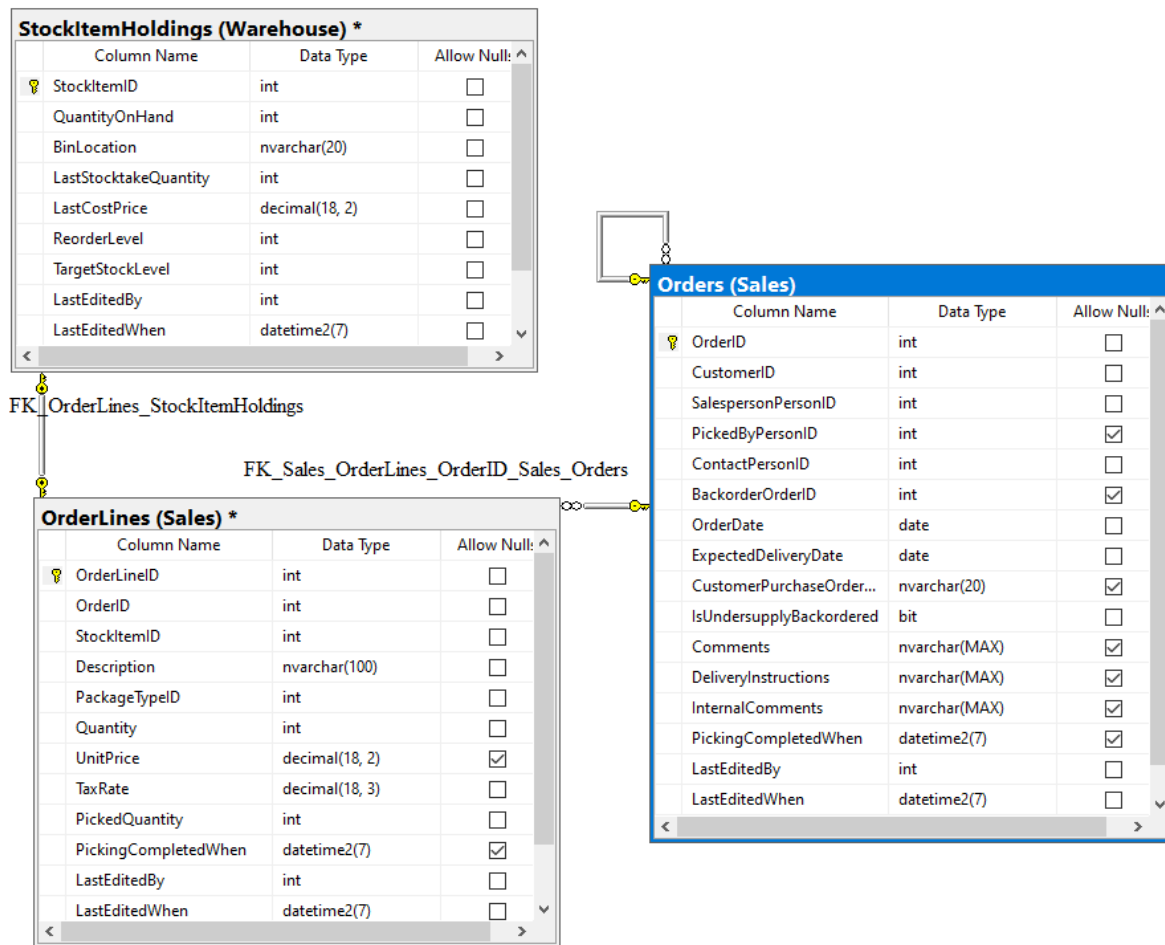 StockItemHoldings (Warehouse) *
Column Name Data Type Allow Null:
StockItemID int
QuantityOnHand int
BinLocation nvarchar(20)
LastStocktakeQuantity int
LastCostPrice decimal(18, 2)
ReorderLevel int
TargetStockLevel int
LastEditedBy int
LastEditedWhen datetime2(7)
FK_OrderLines_StockItemHoldings
FK_Sales_OrderLines_OrderID_Sales_Orders
OrderLines (Sales) *
Column Name Data Type Allow Null:
OrderLineID int
OrderID int
StockItemID int
Description nvarchar(100)
PackageTypeID int
Quantity int
UnitPrice decimal(18, 2)
TaxRate decimal(18, 3)
PickedQuantity int
PickingCompletedWhen datetime2(7)
LastEditedBy int
LastEditedWhen datetime2(7)
Orders (Sales)
Column Name Data Type Allow Null:
OrderID int
CustomerID int
SalespersonPersonID int
PickedByPersonID int
ContactPersonID int
BackorderOrderID int
OrderDate date
ExpectedDeliveryDate date
CustomerPurchaseOrder... nvarchar(20)
IsUndersupplyBackordered bit
Comments nvarchar(MAX)
DeliveryInstructions nvarchar(MAX)
InternalComments nvarchar(MAX)
PickingCompletedWhen datetime2(7)
LastEditedBy int
LastEditedWhen datetime2(7)